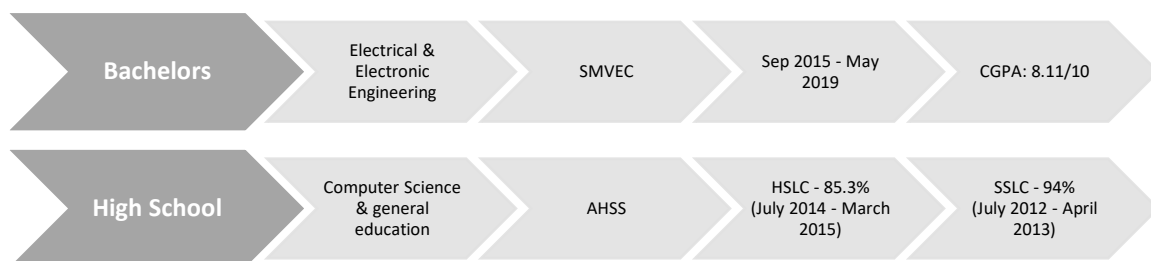 Bachelors
Electrical &
Electronic
Engineering
SMVEC
Sep 2015 - May
2019
CGPA: 8.11/10
High School
Computer Science
& general
education
AHSS
HSLC - 85.3%
(July 2014 - March
2015)
SSLC - 94%
(July 2012 - April
2013)